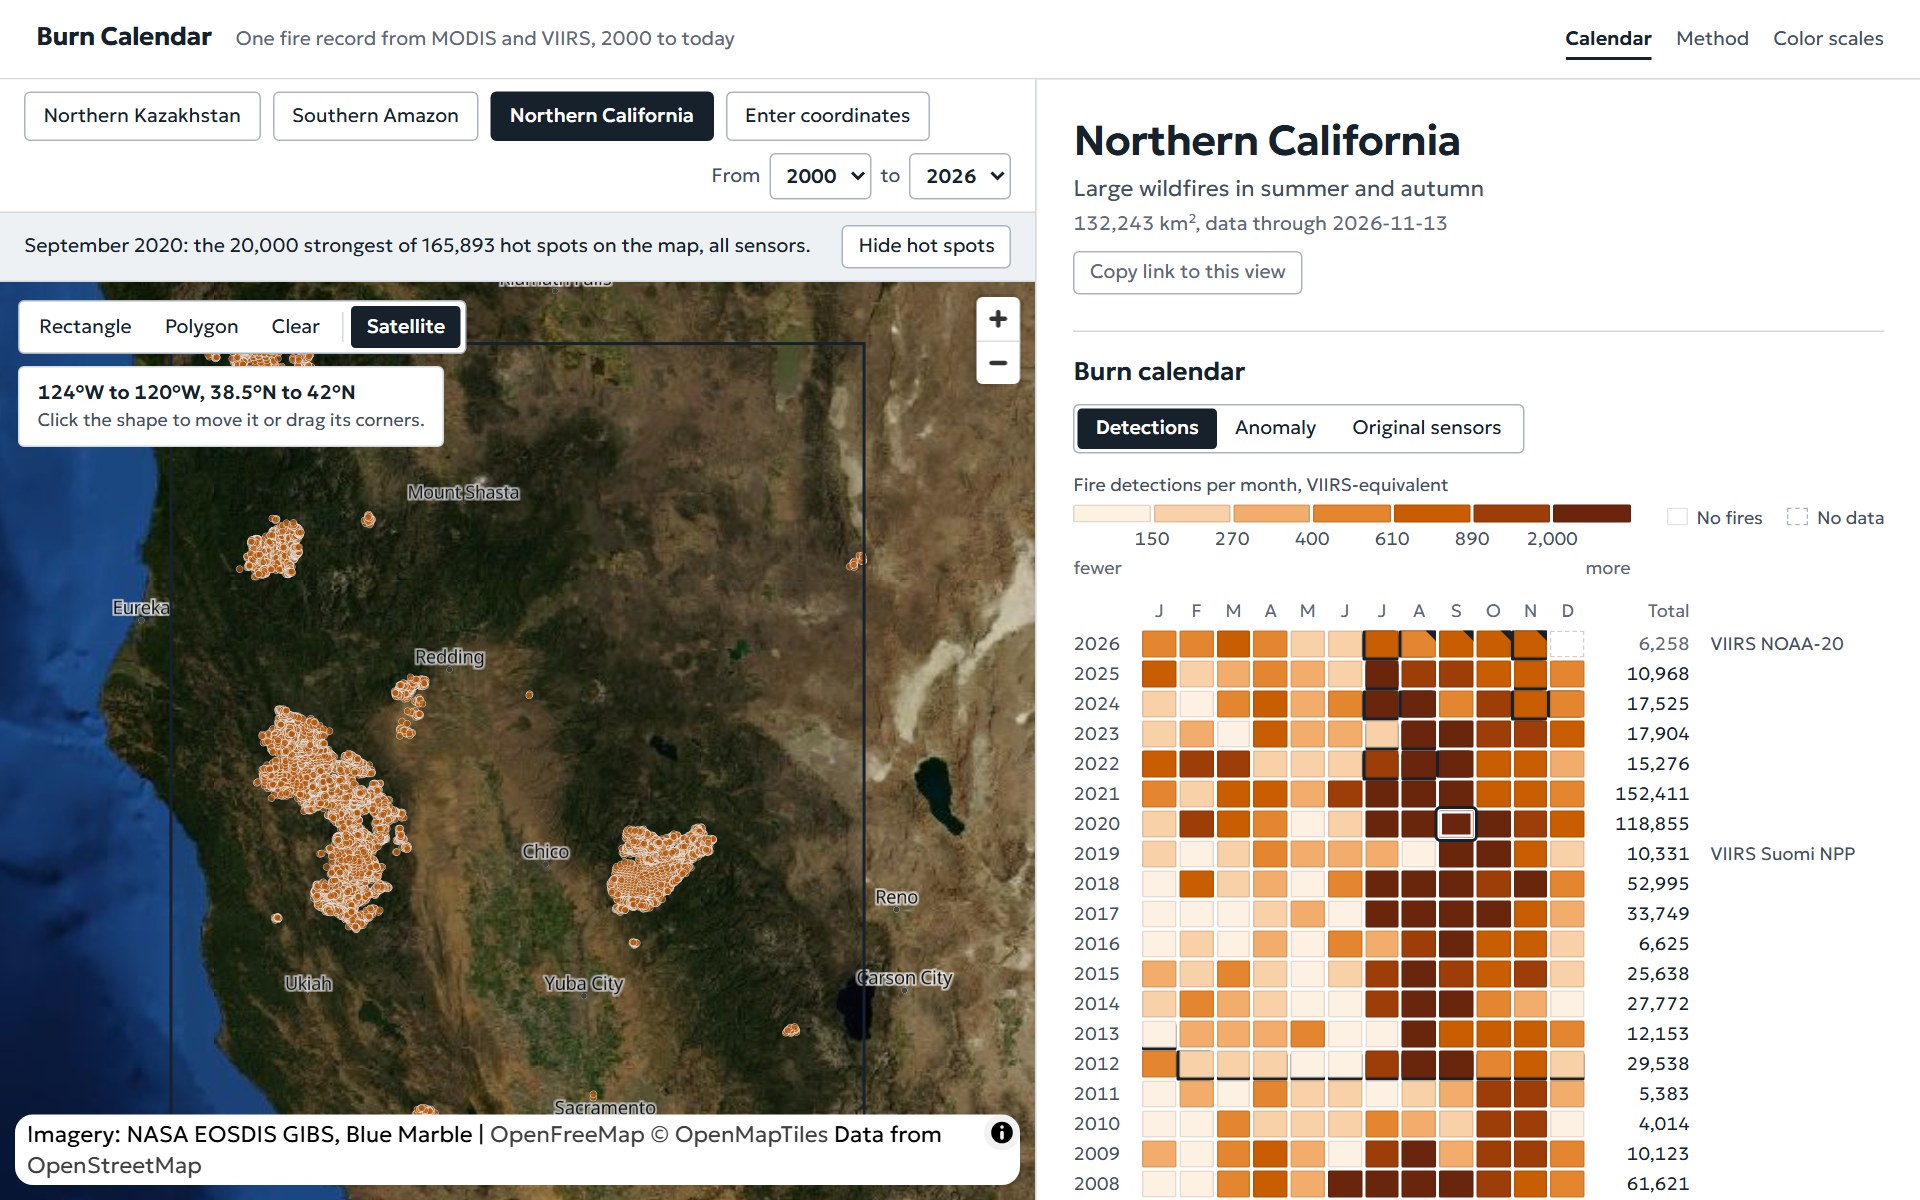 Burn Calendar
One fire record from MODIS and VIIRS, 2000 to today
Calendar
Method
Color scales
Northern Kazakhstan
Southern Amazon
Northern California
Enter coordinates
From 2000 to 2026
September 2020: the 20,000 strongest of 165,893 hot spots on the map, all sensors.
Hide hot spots
Klamath Falls
Rectangle
Polygon
Clear
Satellite
+
−
124°W to 120°W, 38.5°N to 42°N
Click the shape to move it or drag its corners.
Mount Shasta
Eureka
Redding
Chico
Reno
Ukiah
Yuba City
Carson City
Sacramento
Imagery: NASA EOSDIS GIBS, Blue Marble | OpenFreeMap © OpenMapTiles Data from
OpenStreetMap
Northern California
Large wildfires in summer and autumn
132,243 km², data through 2026-11-13
Copy link to this view
Burn calendar
Detections
Anomaly
Original sensors
Fire detections per month, VIIRS-equivalent
150 270 400 610 890 2,000
fewer
more
No fires
No data
J F M A M J J A S O N D Total
2026 6,258 VIIRS NOAA-20
2025 10,968
2024 17,525
2023 17,904
2022 15,276
2021 152,411
2020 118,855
2019 10,331 VIIRS Suomi NPP
2018 52,995
2017 33,749
2016 6,625
2015 25,638
2014 27,772
2013 12,153
2012 29,538
2011 5,383
2010 4,014
2009 10,123
2008 61,621